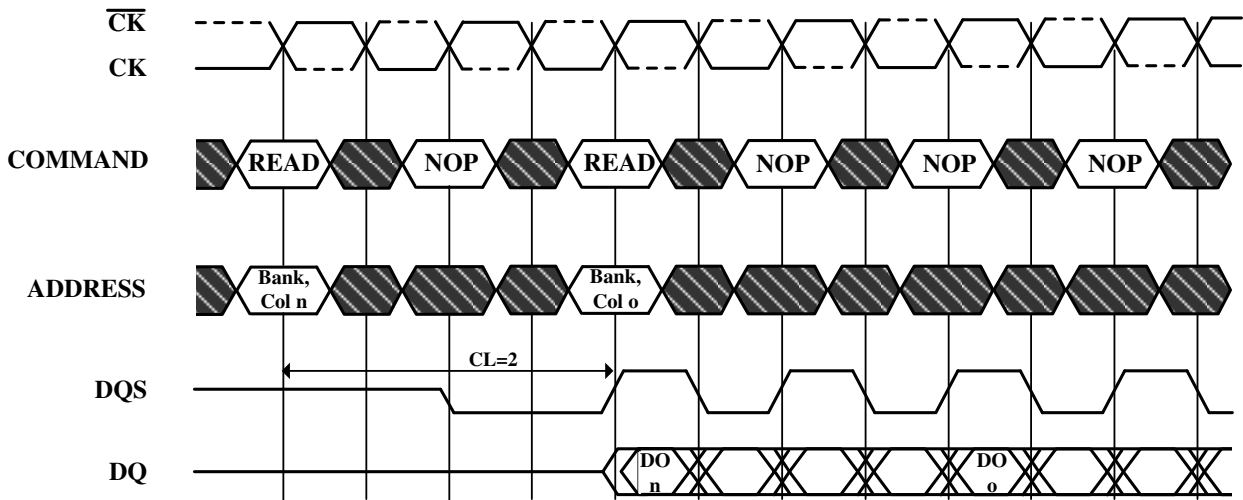 CK
CK
COMMAND READ NOP READ NOP NOP NOP
ADDRESS Bank, Col n Bank, Col o
CL=2
DQS
DQ DO n DO o